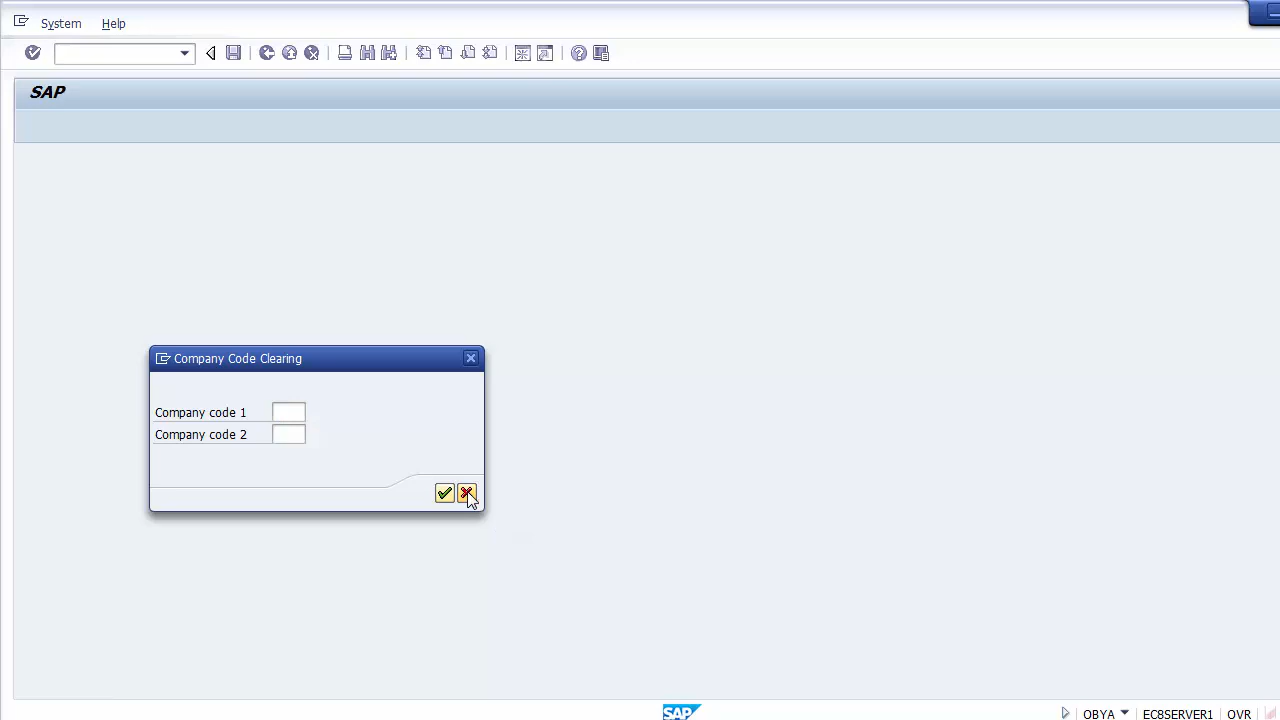 System Help
SAP
Company Code Clearing
Company code 1
Company code 2
SAP OBYA EC8SERVER1 OVR